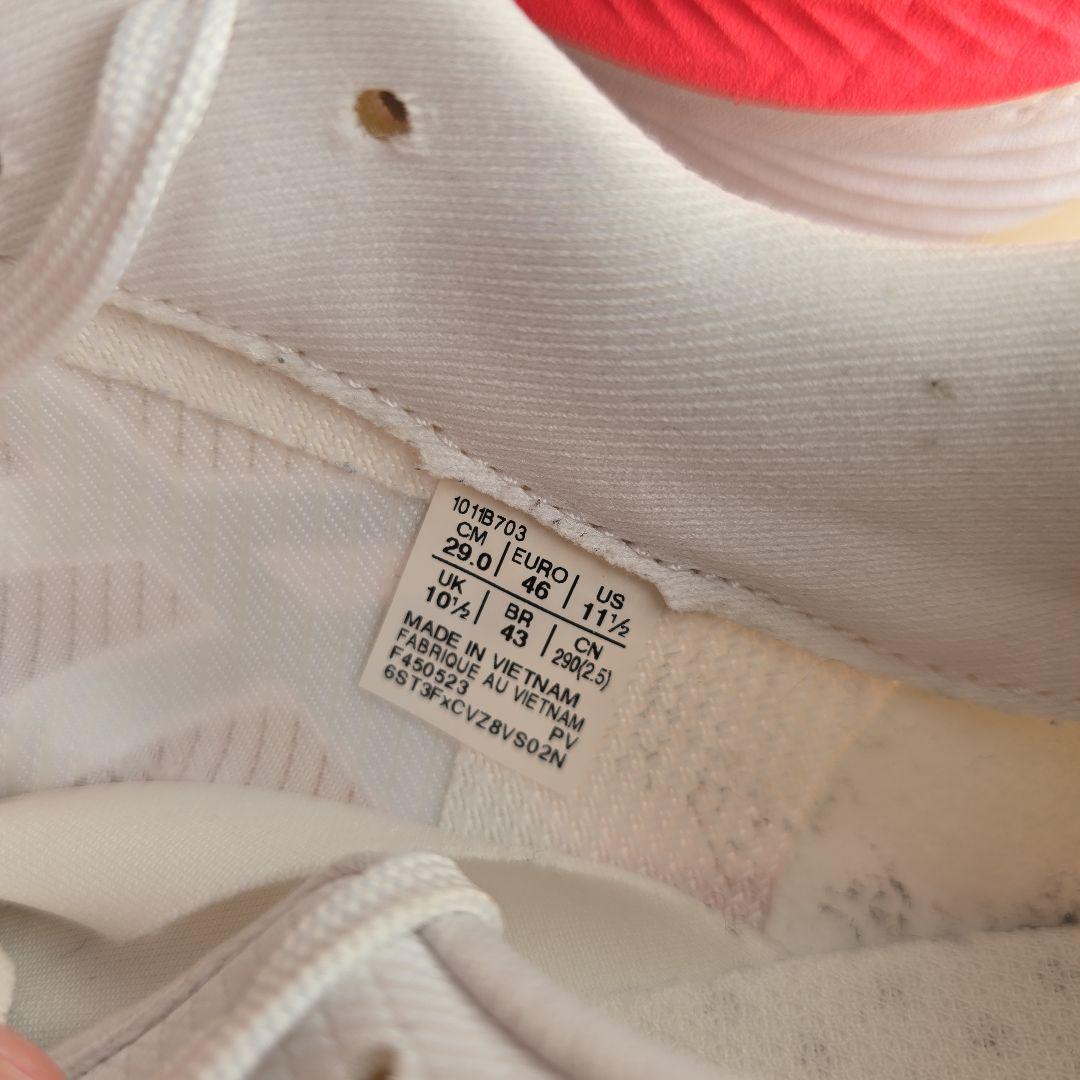 1011B703
CM | EURO | US
29.0 | 46 | 11½
UK | BR | CN
10½ | 43 | 290(2.5)
MADE IN VIETNAM
FABRIQUE AU VIETNAM
F450523 PV
6ST3FxCVZ8VS02N